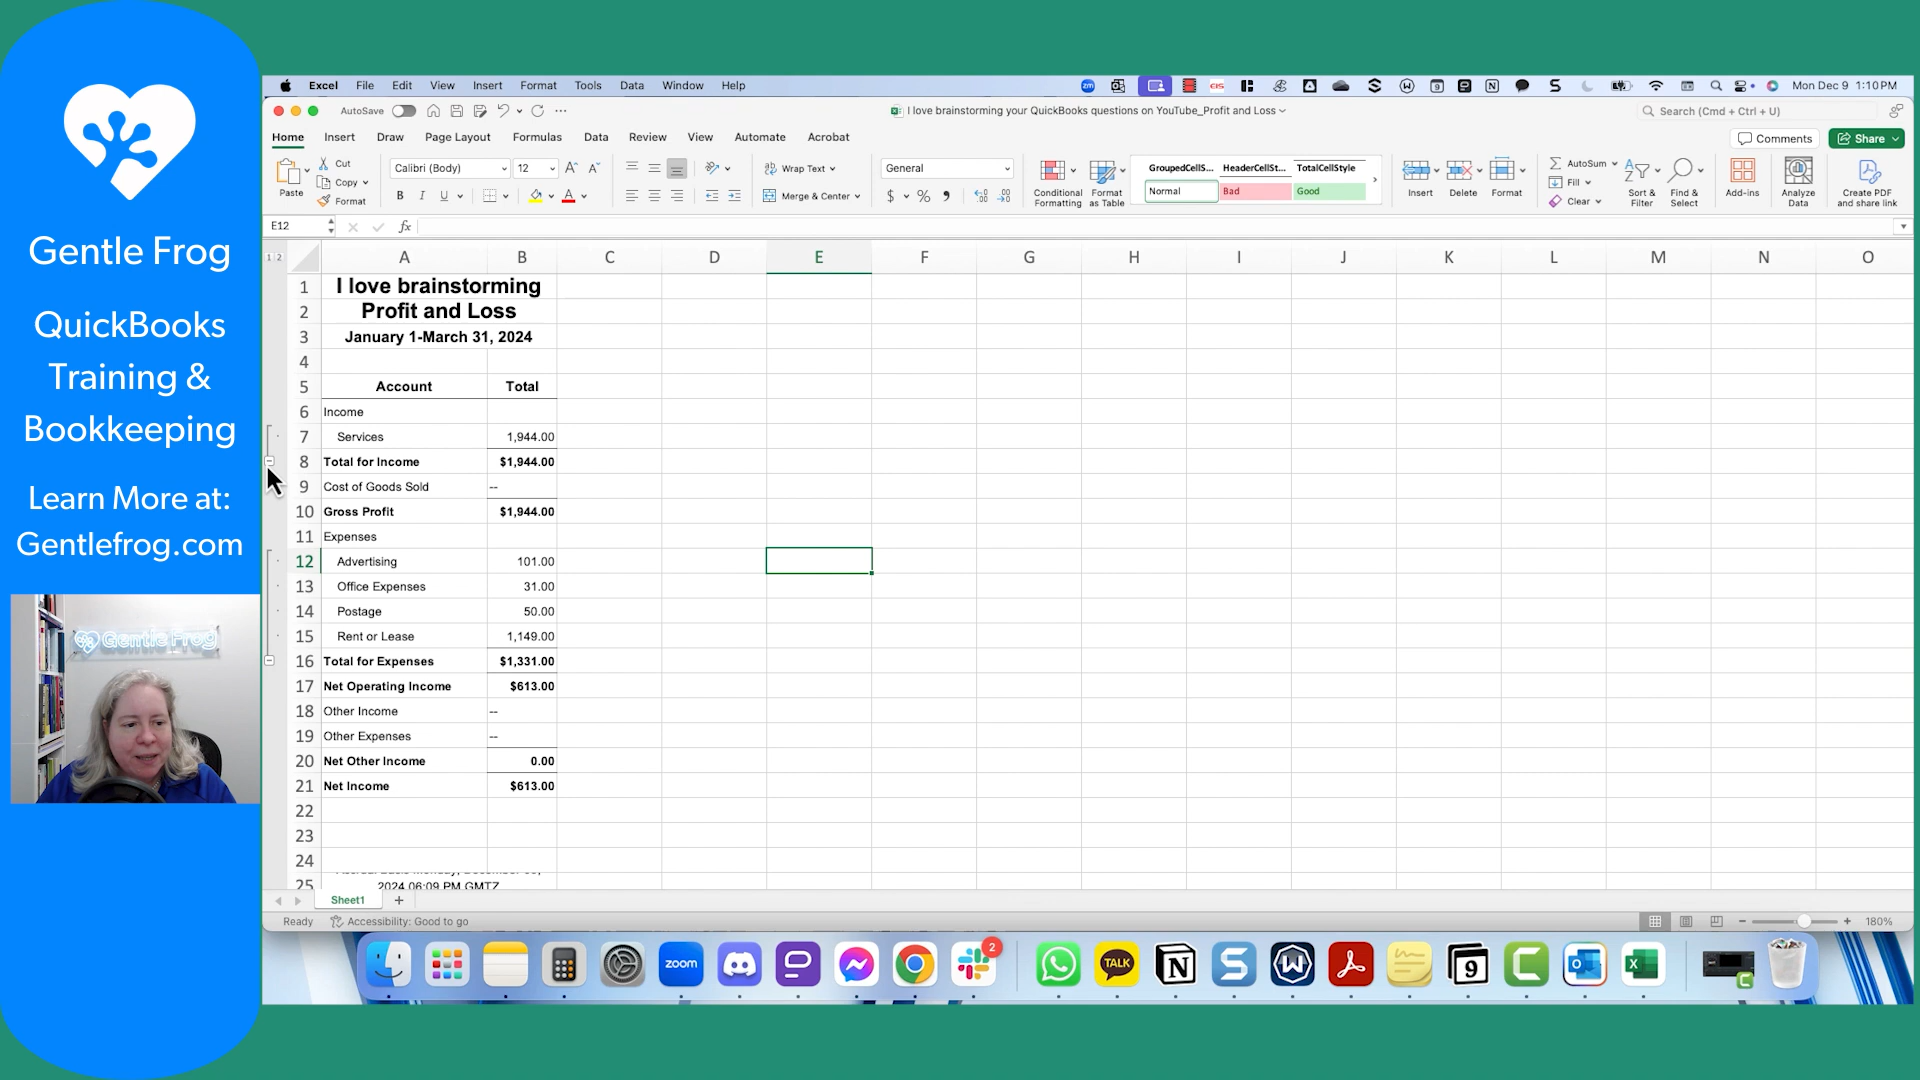 Gentle Frog
QuickBooks
Training &
Bookkeeping
Learn More at:
Gentlefrog.com
Gentle Frog
Excel File Edit View Insert Format Tools Data Window Help
Mon Dec 9 1:10 PM
AutoSave
I love brainstorming your QuickBooks questions on YouTube_Profit and Loss
Search (Cmd + Ctrl + U)
Home Insert Draw Page Layout Formulas Data Review View Automate Acrobat
Comments
Share
Paste
Cut
Copy
Format
Calibri (Body) 12
B I U
Wrap Text
Merge & Center
General
$ %
Conditional Formatting
Format as Table
GroupedCellS... HeaderCellSt... TotalCellStyle
Normal Bad Good
Insert Delete Format
AutoSum
Fill
Clear
Sort & Filter
Find & Select
Add-ins
Analyze Data
Create PDF and share link
E12
fx
1 2
A B C D E F G H I J K L M N O
1 I love brainstorming
2 Profit and Loss
3 January 1-March 31, 2024
4
5 Account Total
6 Income
7 Services 1,944.00
8 Total for Income $1,944.00
9 Cost of Goods Sold --
10 Gross Profit $1,944.00
11 Expenses
12 Advertising 101.00
13 Office Expenses 31.00
14 Postage 50.00
15 Rent or Lease 1,149.00
16 Total for Expenses $1,331.00
17 Net Operating Income $613.00
18 Other Income --
19 Other Expenses --
20 Net Other Income 0.00
21 Net Income $613.00
22
23
24
25 2024 06:09 PM GMTZ
Sheet1
Ready Accessibility: Good to go
180%
zoom
2
TALK
9